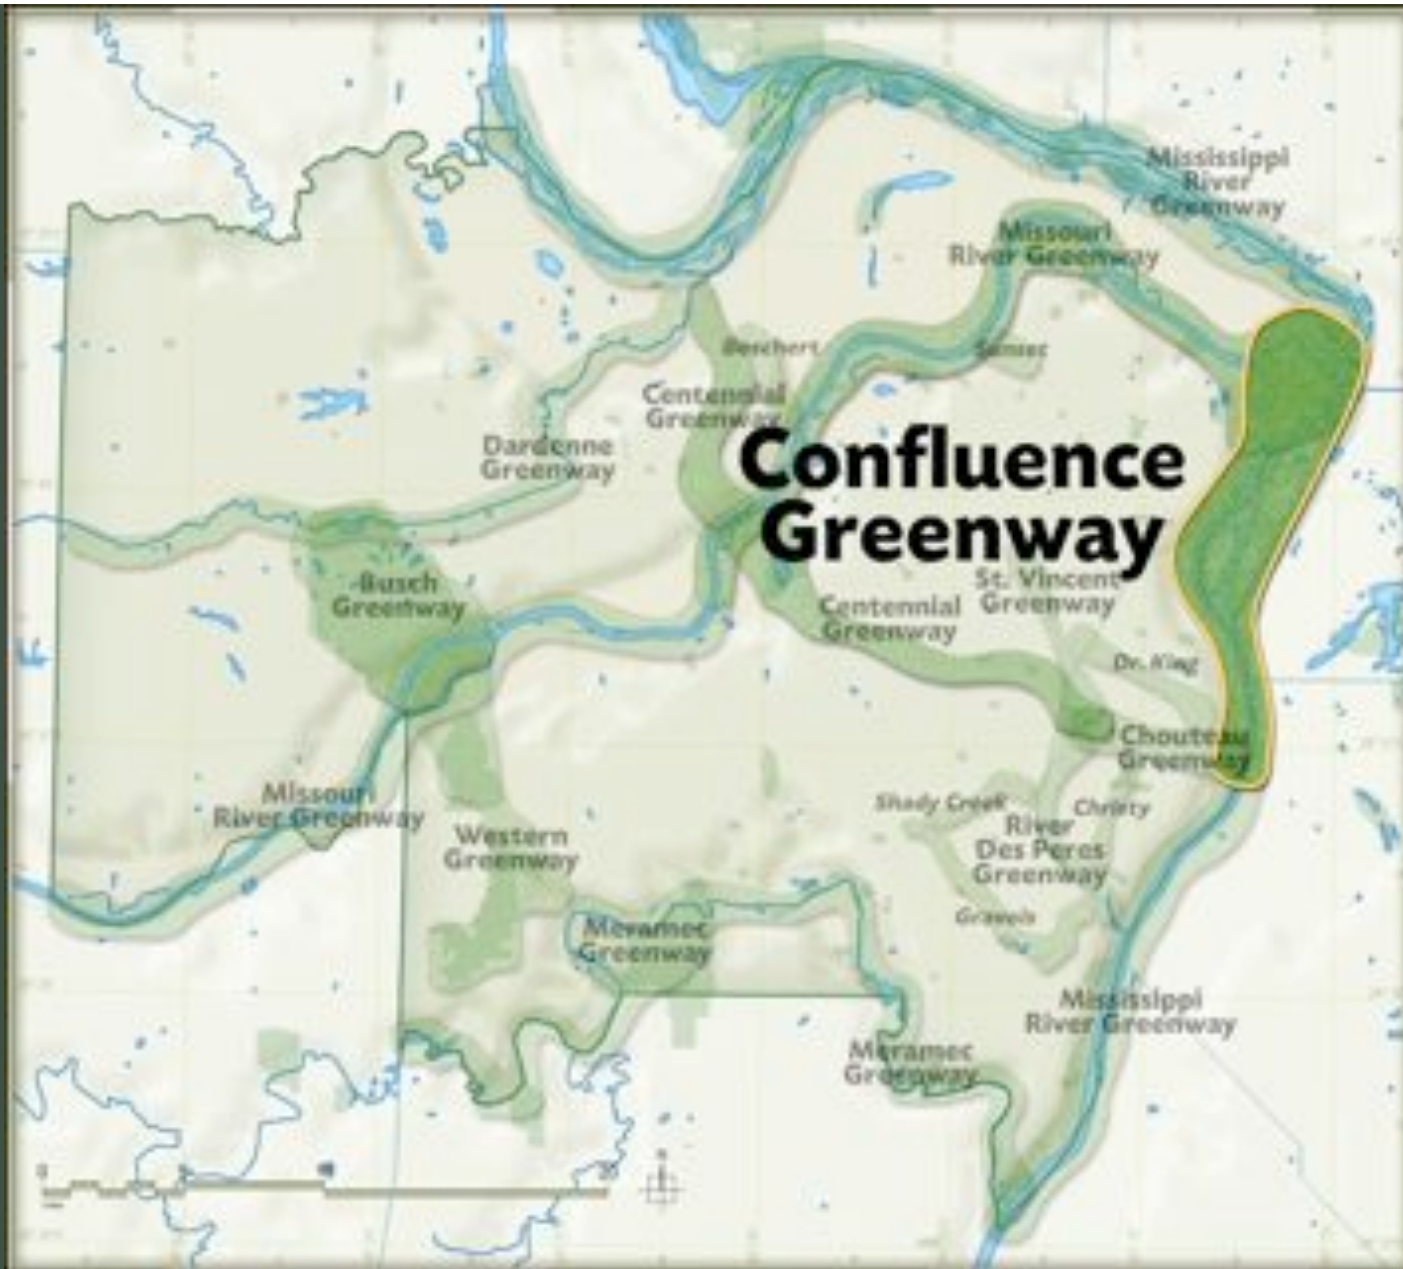 Mississippi
River
Greenway
Missouri
River Greenway
Boschert
Sunset
Centennial
Greenway
Dardenne
Greenway
Confluence
Greenway
Busch
Greenway
St. Vincent
Greenway
Centennial
Greenway
Dr. King
Chouteau
Greenway
Missouri
River Greenway
Shady Creek
Christy
Western
Greenway
River
Des Peres
Greenway
Gravois
Meramec
Greenway
Mississippi
River Greenway
Meramec
Greenway
0